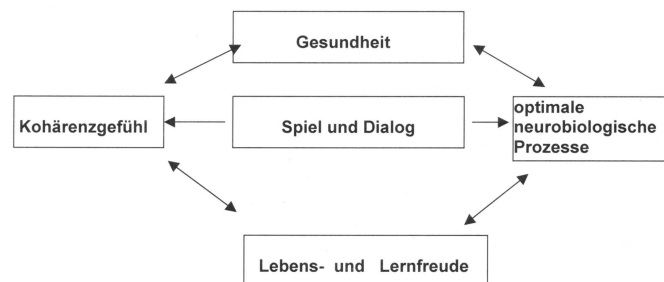 Gesundheit
Kohärenzgefühl
Spiel und Dialog
optimale
neurobiologische
Prozesse
Lebens- und Lernfreude